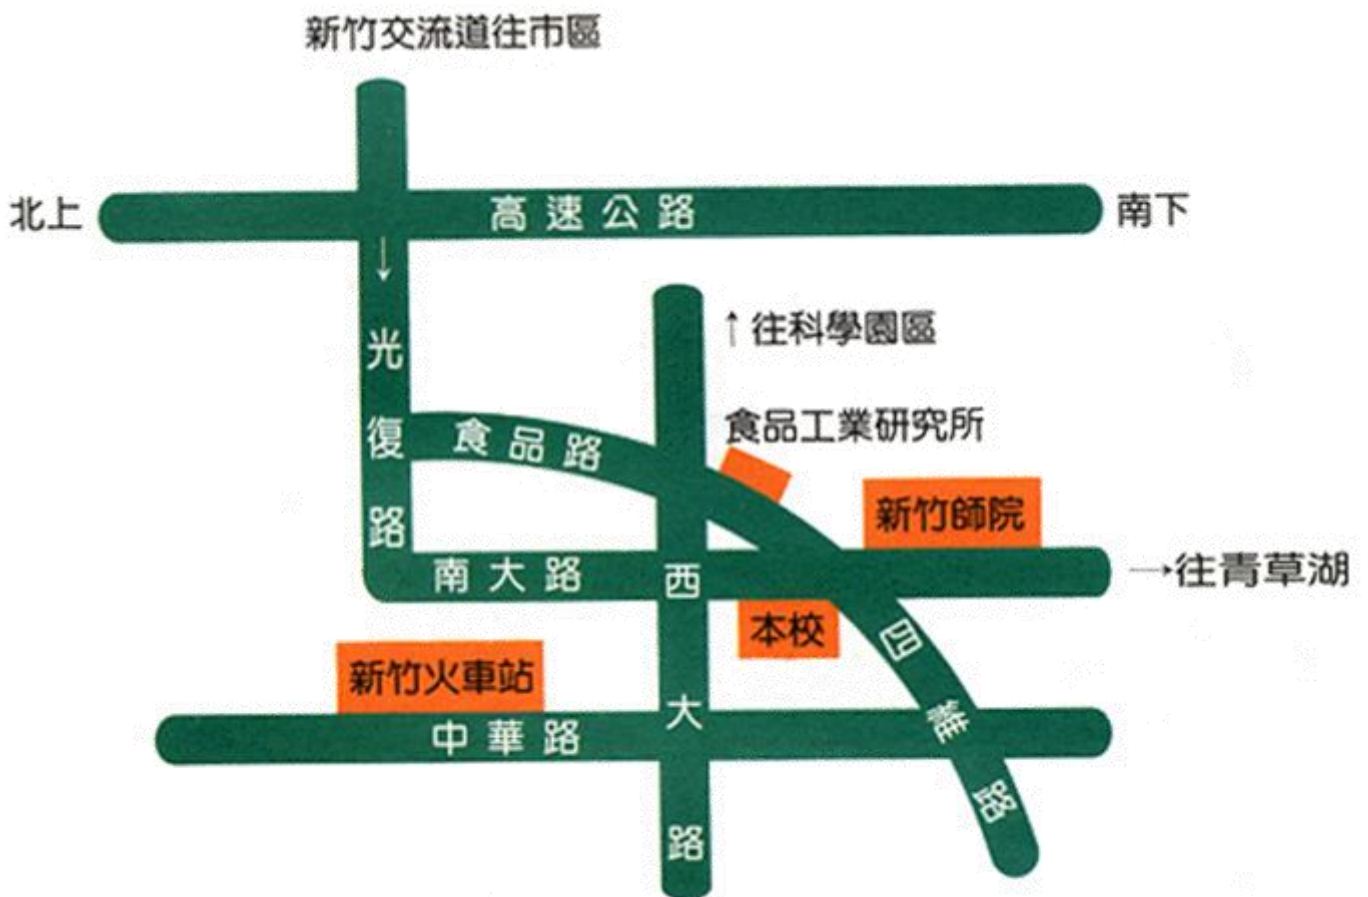 新竹交流道往市區
北上
高速公路
南下
光復路
↑往科學園區
食品路
食品工業研究所
新竹師院
南大路
西大路
→往青草湖
本校
四維路
新竹火車站
中華路